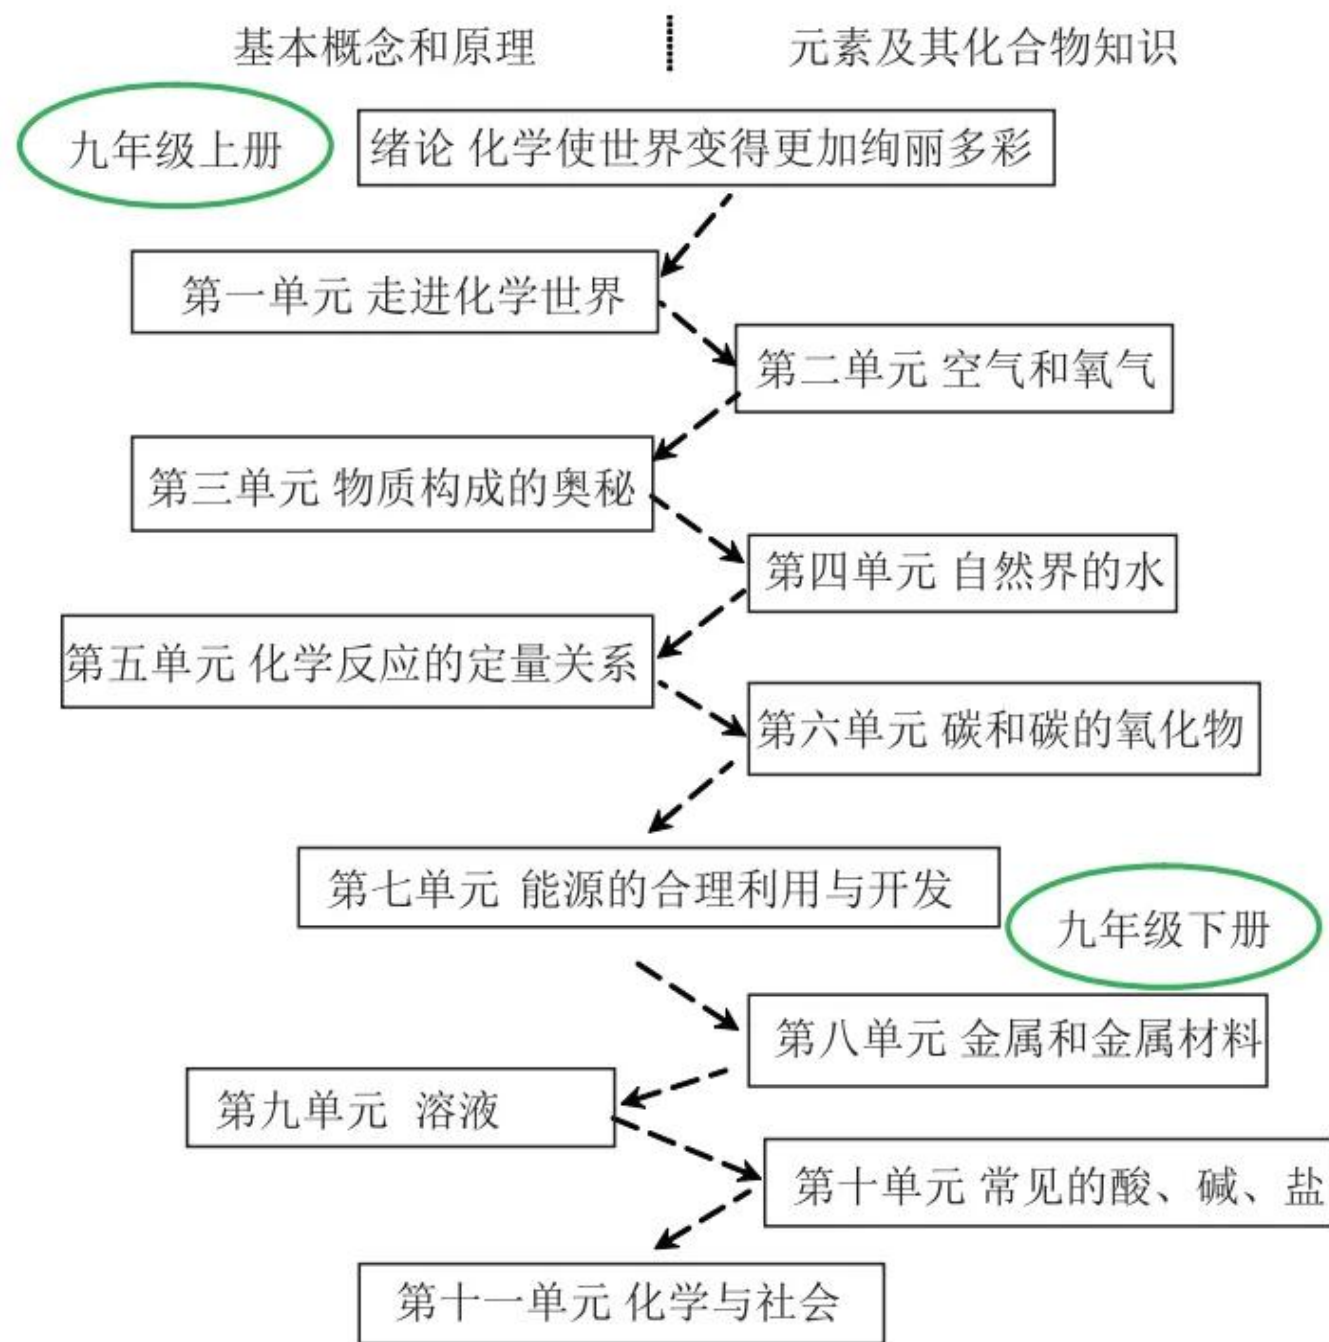 基本概念和原理
元素及其化合物知识
九年级上册
绪论 化学使世界变得更加绚丽多彩
第一单元 走进化学世界
第二单元 空气和氧气
第三单元 物质构成的奥秘
第四单元 自然界的水
第五单元 化学反应的定量关系
第六单元 碳和碳的氧化物
第七单元 能源的合理利用与开发
九年级下册
第八单元 金属和金属材料
第九单元 溶液
第十单元 常见的酸、碱、盐
第十一单元 化学与社会